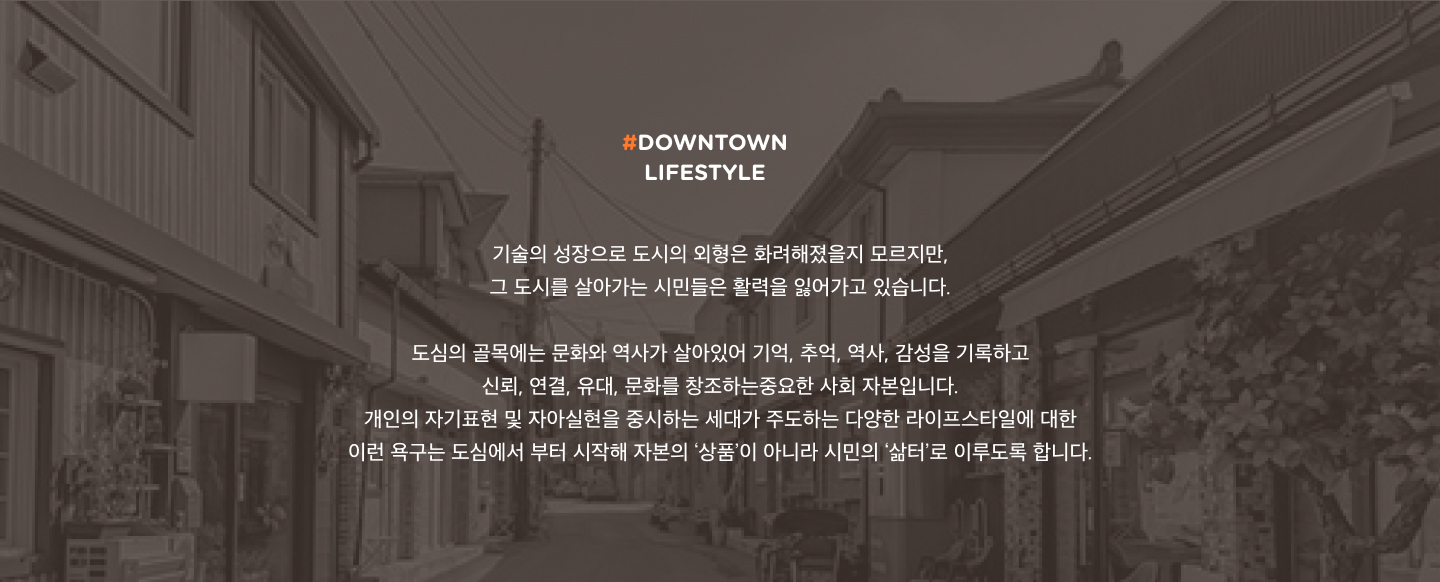 #DOWNTOWN
LIFESTYLE
기술의 성장으로 도시의 외형은 화려해졌을지 모르지만,
그 도시를 살아가는 시민들은 활력을 잃어가고 있습니다.
도심의 골목에는 문화와 역사가 살아있어 기억, 추억, 역사, 감성을 기록하고
신뢰, 연결, 유대, 문화를 창조하는중요한 사회 자본입니다.
개인의 자기표현 및 자아실현을 중시하는 세대가 주도하는 다양한 라이프스타일에 대한
이런 욕구는 도심에서 부터 시작해 자본의 ‘상품’이 아니라 시민의 ‘삶터’로 이루도록 합니다.